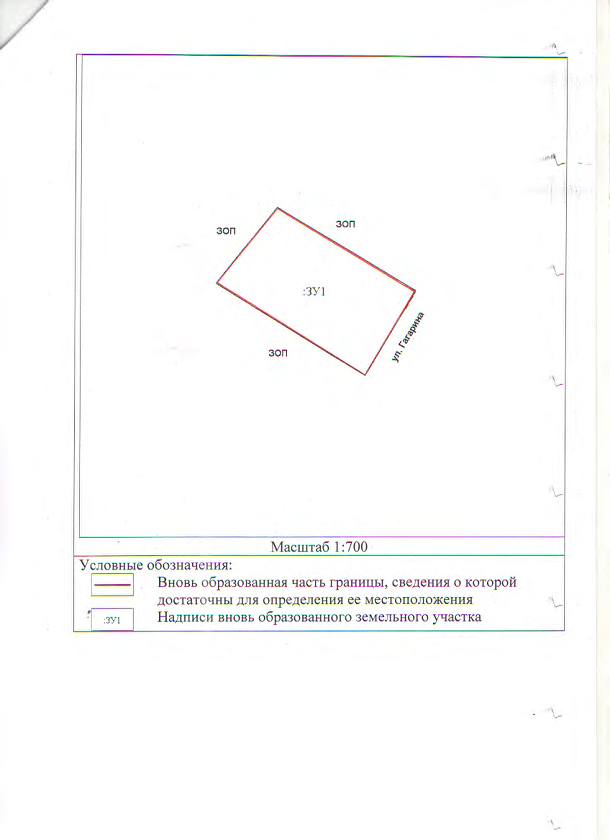 ЗОП
ЗОП
:ЗУ1
ул. Гагарина
ЗОП
Масштаб 1:700
Условные обозначения:
Вновь образованная часть границы, сведения о которой
достаточны для определения ее местоположения
:ЗУ1
Надписи вновь образованного земельного участка